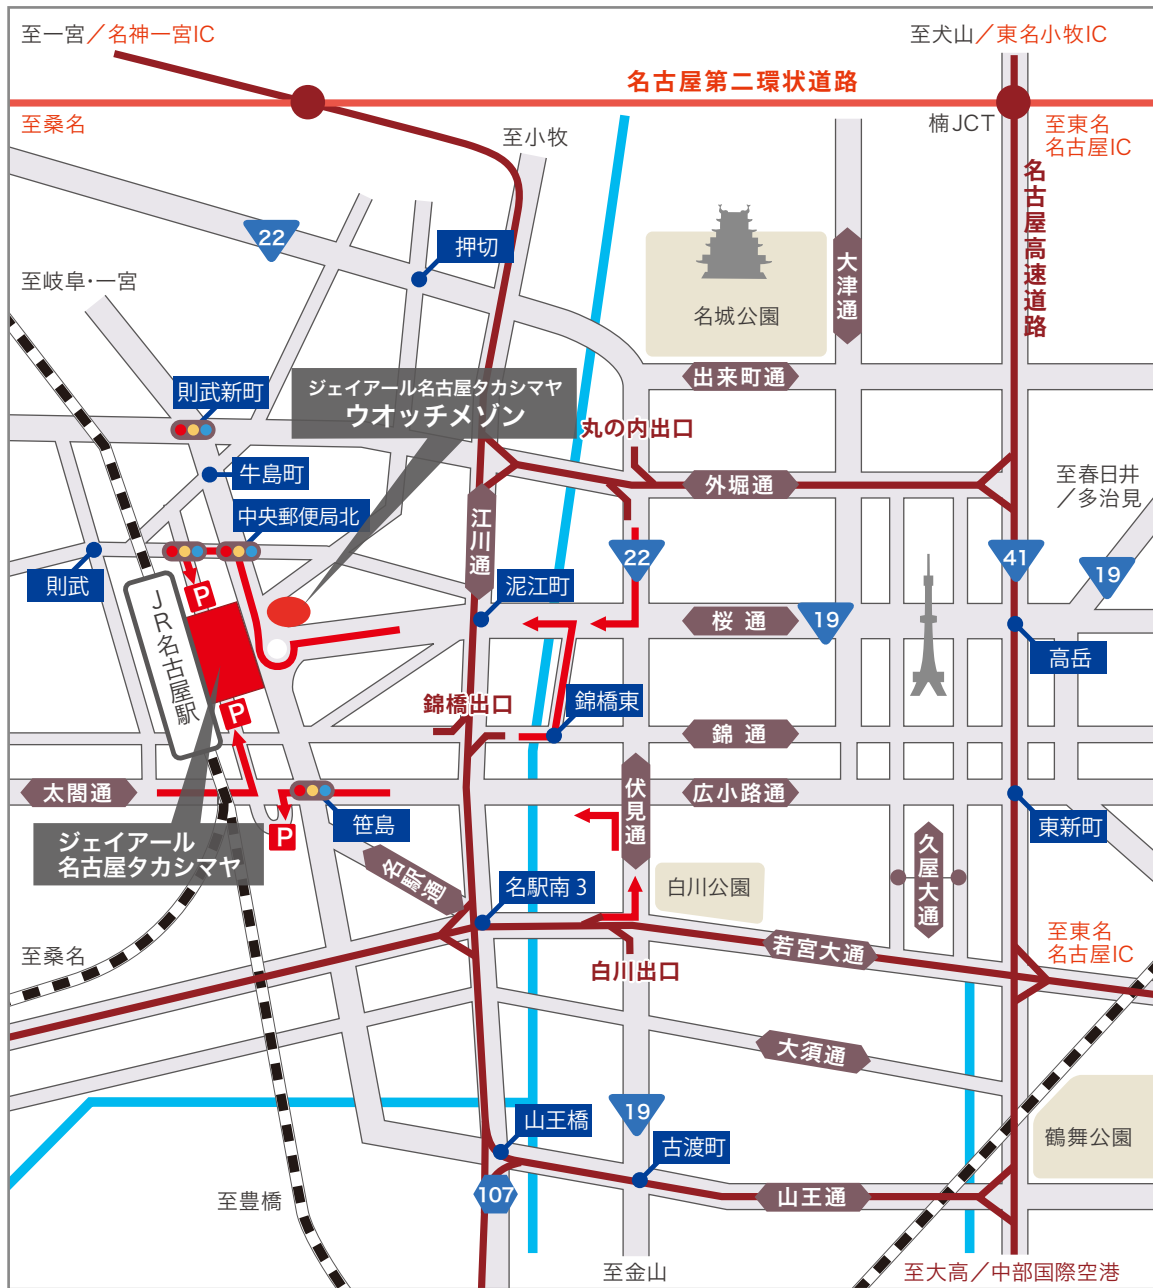 至一宮／名神一宮IC
至犬山／東名小牧IC
名古屋第二環状道路
至桑名
至小牧
楠JCT
至東名
名古屋IC
名古屋高速道路
22
押切
大津通
至岐阜・一宮
名城公園
出来町通
則武新町
ジェイアール名古屋タカシマヤ
ウオッチメゾン
丸の内出口
牛島町
外堀通
至春日井
／多治見
中央郵便局北
江川通
22
41
19
則武
泥江町
P
JR名古屋駅
桜通
19
高岳
錦橋出口
錦橋東
P
錦通
太閤通
伏見通
広小路通
笹島
P
東新町
ジェイアール
名古屋タカシマヤ
名駅通
久屋大通
名駅南3
白川公園
至桑名
若宮大通
至東名
名古屋IC
白川出口
大須通
山王橋
19
古渡町
鶴舞公園
107
山王通
至豊橋
至金山
至大高／中部国際空港